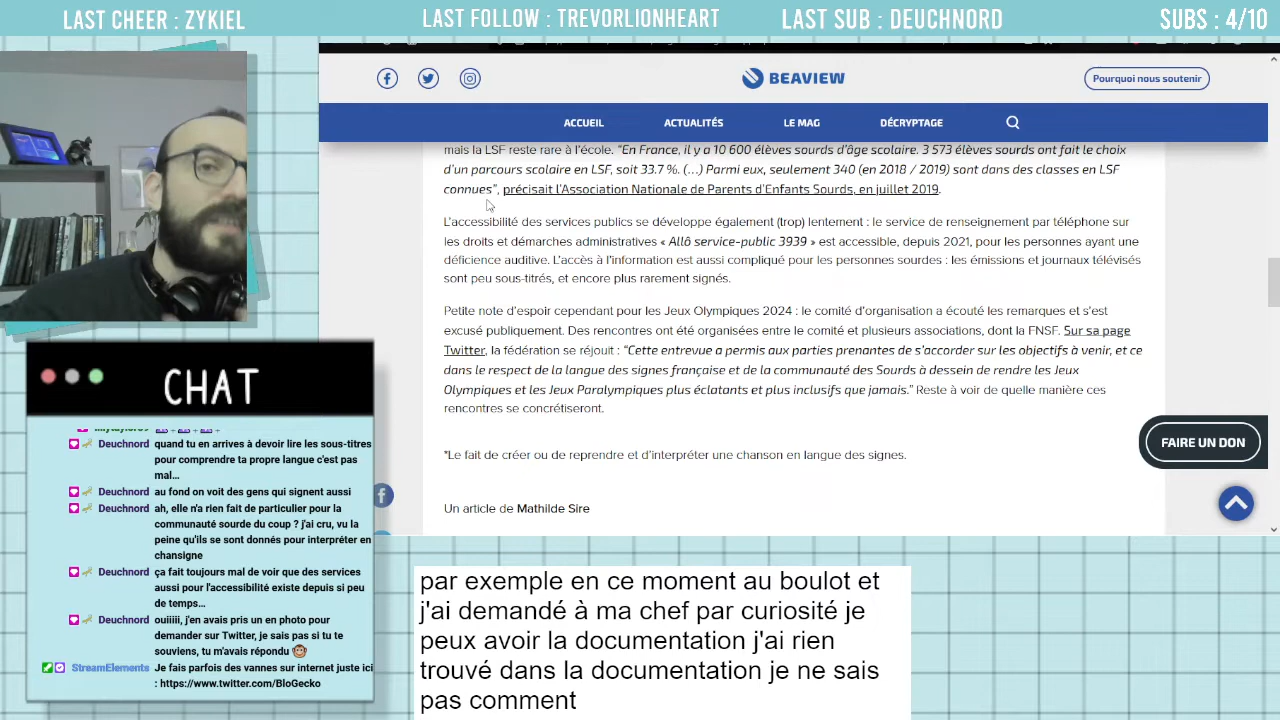 LAST CHEER : ZYKIEL
LAST FOLLOW : TREVORLIONHEART
LAST SUB : DEUCHNORD
SUBS : 4/10
BEAVIEW
Pourquoi nous soutenir
ACCUEIL
ACTUALITÉS
LE MAG
DÉCRYPTAGE
mais la LSF reste rare à l'école. “En France, il y a 10 600 élèves sourds d'âge scolaire. 3 573 élèves sourds ont fait le choix
d'un parcours scolaire en LSF, soit 33.7 %. (…) Parmi eux, seulement 340 (en 2018 / 2019) sont dans des classes en LSF
connues”, précisait l'Association Nationale de Parents d'Enfants Sourds, en juillet 2019.
L'accessibilité des services publics se développe également (trop) lentement : le service de renseignement par téléphone sur
les droits et démarches administratives « Allô service-public 3939 » est accessible, depuis 2021, pour les personnes ayant une
déficience auditive. L'accès à l'information est aussi compliqué pour les personnes sourdes : les émissions et journaux télévisés
sont peu sous-titrés, et encore plus rarement signés.
Petite note d'espoir cependant pour les Jeux Olympiques 2024 : le comité d'organisation a écouté les remarques et s'est
excusé publiquement. Des rencontres ont été organisées entre le comité et plusieurs associations, dont la FNSF. Sur sa page
Twitter, la fédération se réjouit : “Cette entrevue a permis aux parties prenantes de s'accorder sur les objectifs à venir, et ce
dans le respect de la langue des signes française et de la communauté des Sourds à dessein de rendre les Jeux
Olympiques et les Jeux Paralympiques plus éclatants et plus inclusifs que jamais.” Reste à voir de quelle manière ces
rencontres se concrétiseront.
*Le fait de créer ou de reprendre et d'interpréter une chanson en langue des signes.
Un article de Mathilde Sire
FAIRE UN DON
CHAT
Deuchnord quand tu en arrives à devoir lire les sous-titres
pour comprendre ta propre langue c'est pas
mal…
Deuchnord au fond on voit des gens qui signent aussi
Deuchnord ah, elle n'a rien fait de particulier pour la
communauté sourde du coup ? j'ai cru, vu la
peine qu'ils se sont donnés pour interpréter en
chansigne
Deuchnord ça fait toujours mal de voir que des services
aussi pour l'accessibilité existe depuis si peu
de temps…
Deuchnord ouiiiii, j'en avais pris un en photo pour
demander sur Twitter, je sais pas si tu te
souviens, tu m'avais répondu
StreamElements Je fais parfois des vannes sur internet juste ici
: https://www.twitter.com/BloGecko
par exemple en ce moment au boulot et
j'ai demandé à ma chef par curiosité je
peux avoir la documentation j'ai rien
trouvé dans la documentation je ne sais
pas comment